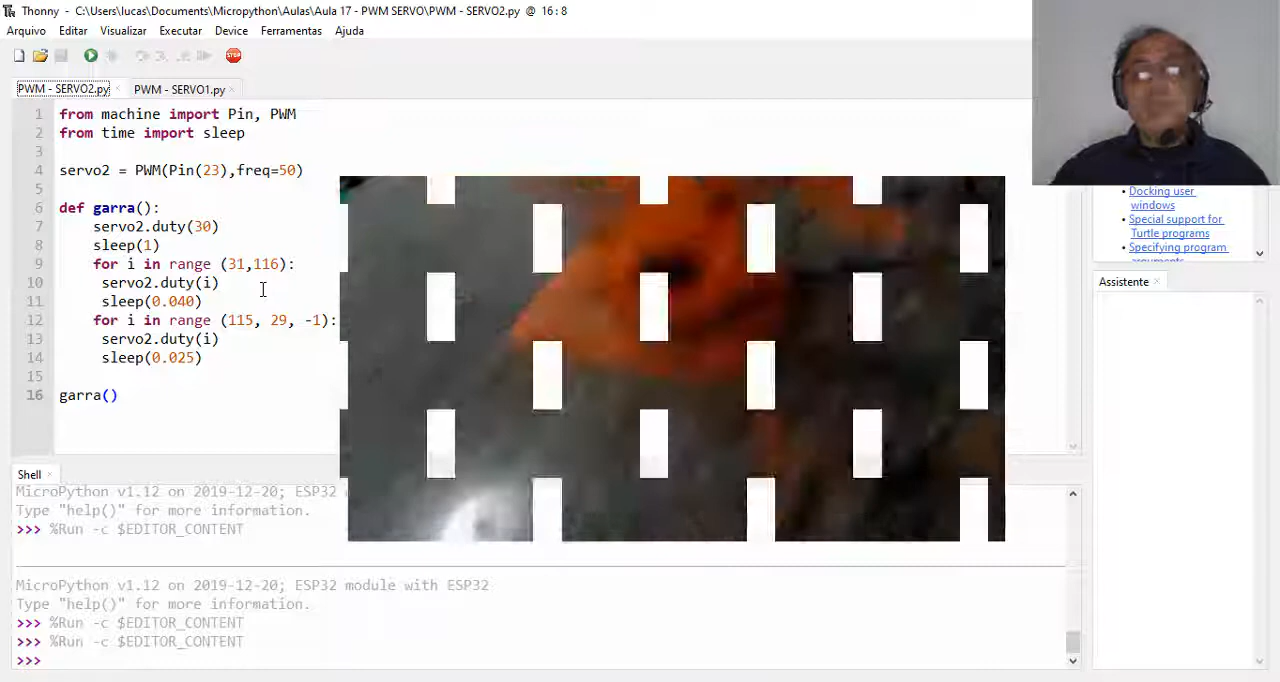 Thonny - C:\Users\lucas\Documents\Micropython\Aulas\Aula 17 - PWM SERVO\PWM - SERVO2.py @ 16:8
Arquivo Editar Visualizar Executar Device Ferramentas Ajuda
STOP
PWM - SERVO2.py × PWM - SERVO1.py ×
1 from machine import Pin, PWM
2 from time import sleep
3
4 servo2 = PWM(Pin(23),freq=50)
5
6 def garra():
7 servo2.duty(30)
8 sleep(1)
9 for i in range (31,116):
10 servo2.duty(i)
11 sleep(0.040)
12 for i in range (115, 29, -1):
13 servo2.duty(i)
14 sleep(0.025)
15
16 garra()
• Docking user
windows
• Special support for
Turtle programs
• Specifying program
Assistente ×
Shell ×
MicroPython v1.12 on 2019-12-20; ESP32
Type "help()" for more information.
>>> %Run -c $EDITOR_CONTENT
MicroPython v1.12 on 2019-12-20; ESP32 module with ESP32
Type "help()" for more information.
>>> %Run -c $EDITOR_CONTENT
>>> %Run -c $EDITOR_CONTENT
>>>